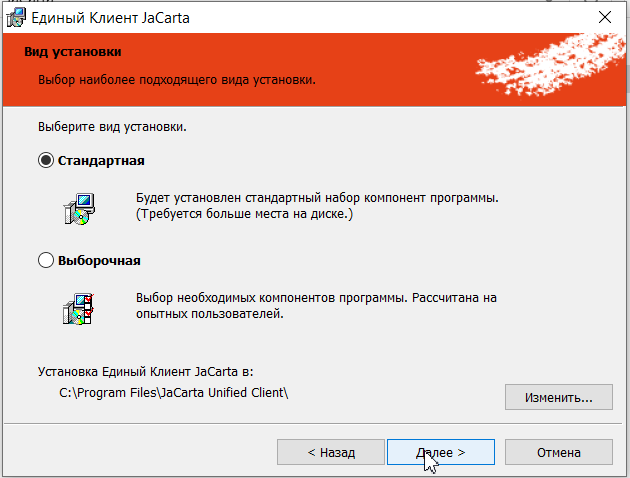 Единый Клиент JaCarta
Вид установки
Выбор наиболее подходящего вида установки.
Выберите вид установки.
Стандартная
Будет установлен стандартный набор компонент программы.
(Требуется больше места на диске.)
Выборочная
Выбор необходимых компонентов программы. Рассчитана на
опытных пользователей.
Установка Единый Клиент JaCarta в:
C:\Program Files\JaCarta Unified Client\
Изменить...
< Назад
Далее >
Отмена